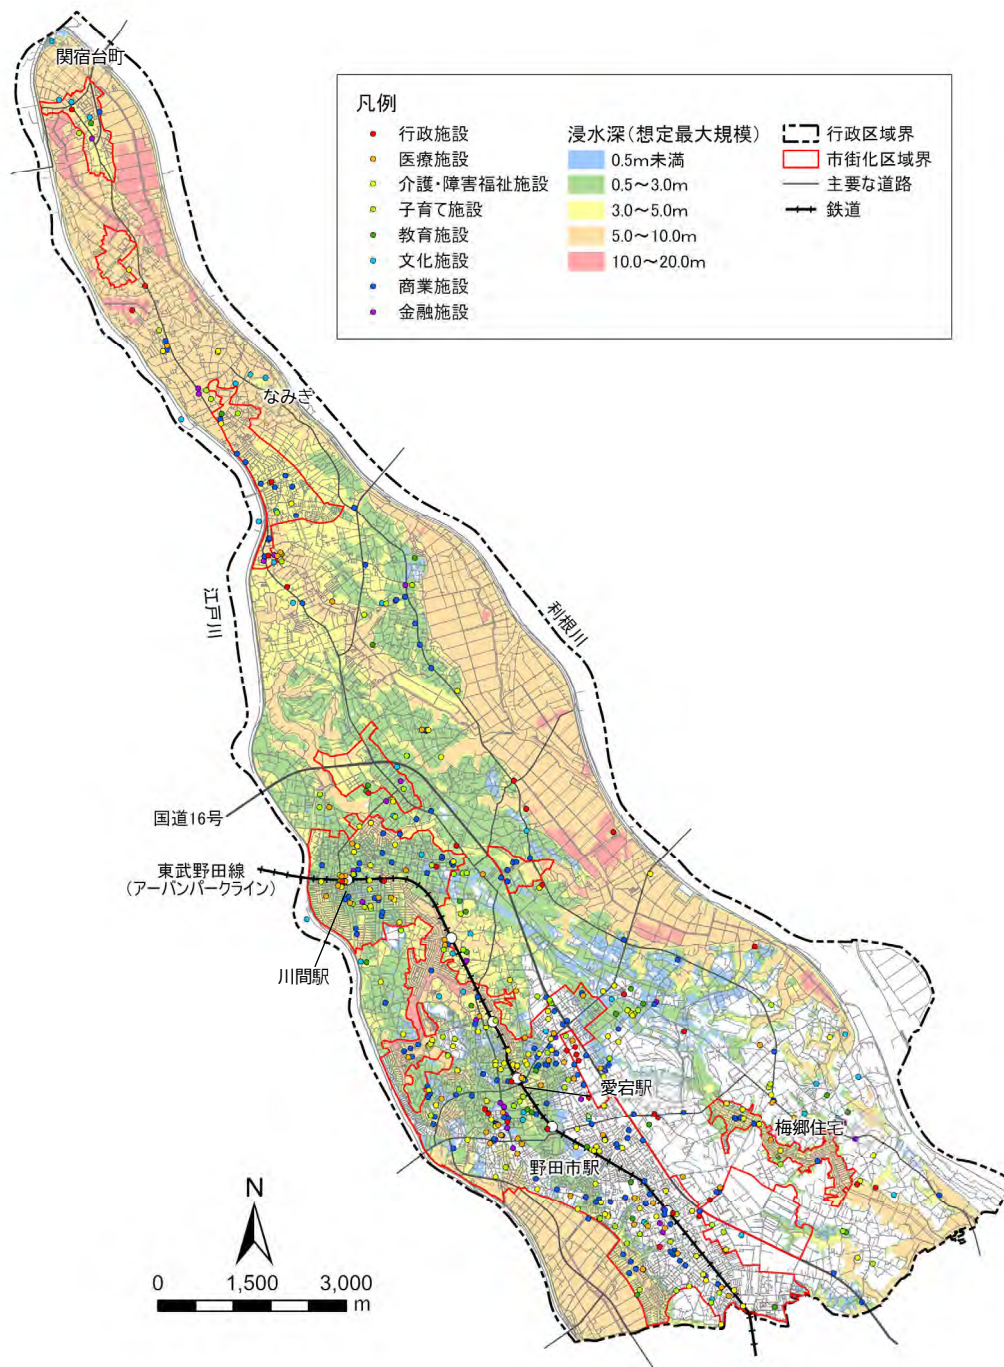 関宿台町
凡例
行政施設
医療施設
介護・障害福祉施設
子育て施設
教育施設
文化施設
商業施設
金融施設
浸水深(想定最大規模)
0.5m未満
0.5～3.0m
3.0～5.0m
5.0～10.0m
10.0～20.0m
行政区域界
市街化区域界
主要な道路
鉄道
なみき
江戸川
利根川
国道16号
東武野田線
(アーバンパークライン)
川間駅
愛宕駅
梅郷住宅
野田市駅
N
0 1,500 3,000
m